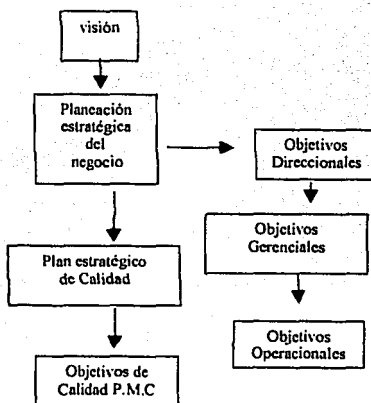 visión
Planeación
estratégica
del
negocio
Objetivos
Direccionales
Objetivos
Gerenciales
Plan estratégico
de Calidad
Objetivos
Operacionales
Objetivos de
Calidad P.M.C